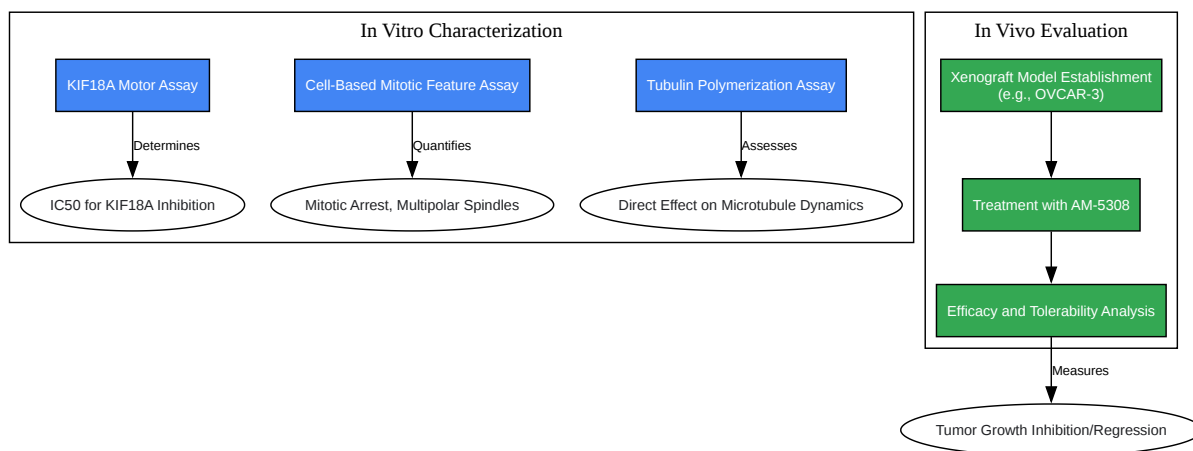 In Vitro Characterization
KIF18A Motor Assay
Cell-Based Mitotic Feature Assay
Tubulin Polymerization Assay
Determines
Quantifies
Assesses
IC50 for KIF18A Inhibition
Mitotic Arrest, Multipolar Spindles
Direct Effect on Microtubule Dynamics
In Vivo Evaluation
Xenograft Model Establishment
(e.g., OVCAR-3)
Treatment with AM-5308
Efficacy and Tolerability Analysis
Measures
Tumor Growth Inhibition/Regression